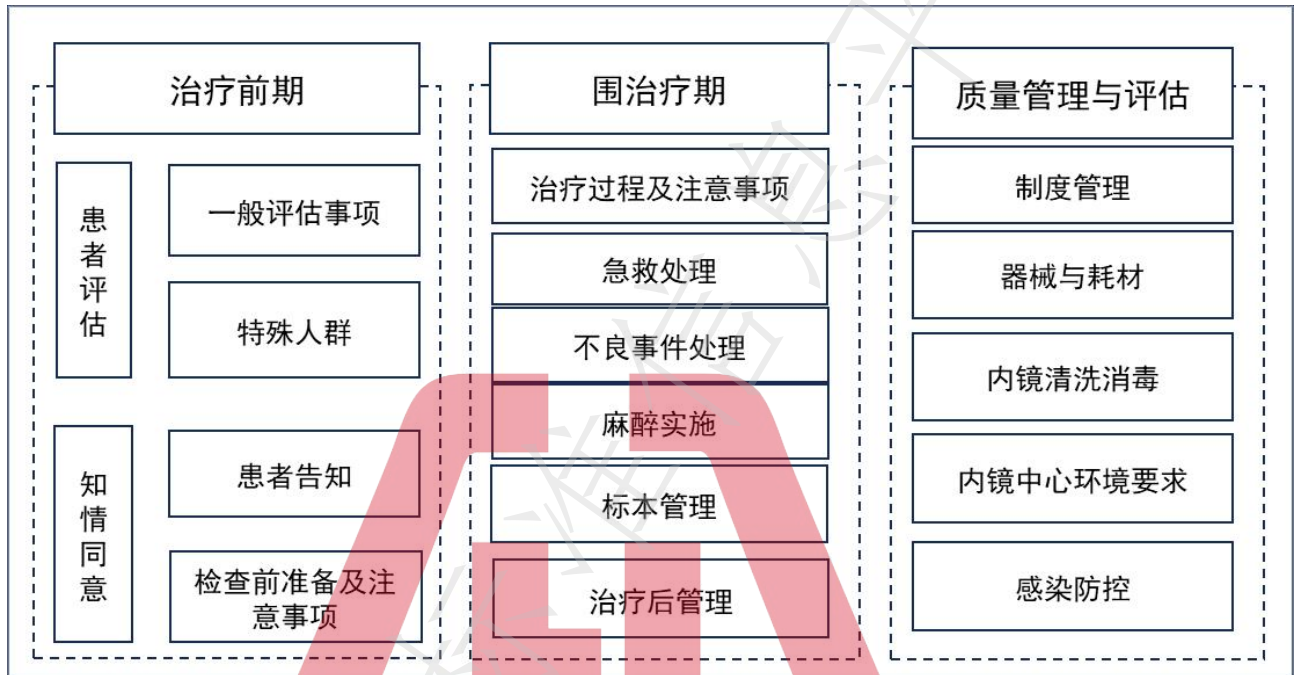 治疗前期
患者评估
一般评估事项
特殊人群
知情同意
患者告知
检查前准备及注
意事项
围治疗期
治疗过程及注意事项
急救处理
不良事件处理
麻醉实施
标本管理
治疗后管理
质量管理与评估
制度管理
器械与耗材
内镜清洗消毒
内镜中心环境要求
感染防控